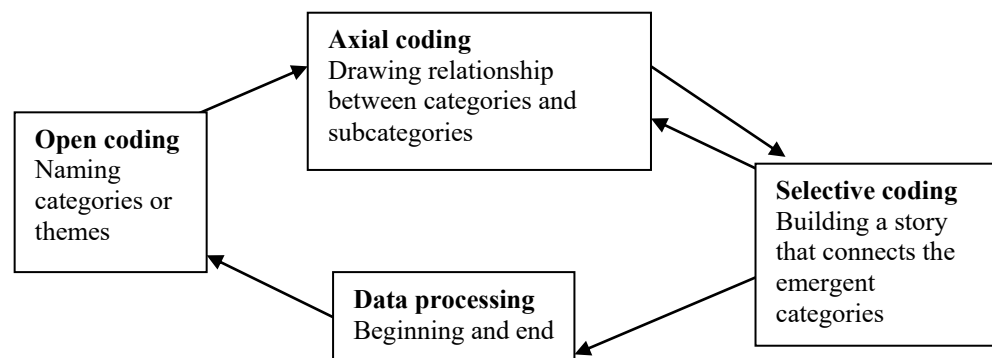 Axial coding
Drawing relationship
between categories and
subcategories
Open coding
Naming
categories or
themes
Selective coding
Building a story
that connects the
emergent
categories
Data processing
Beginning and end